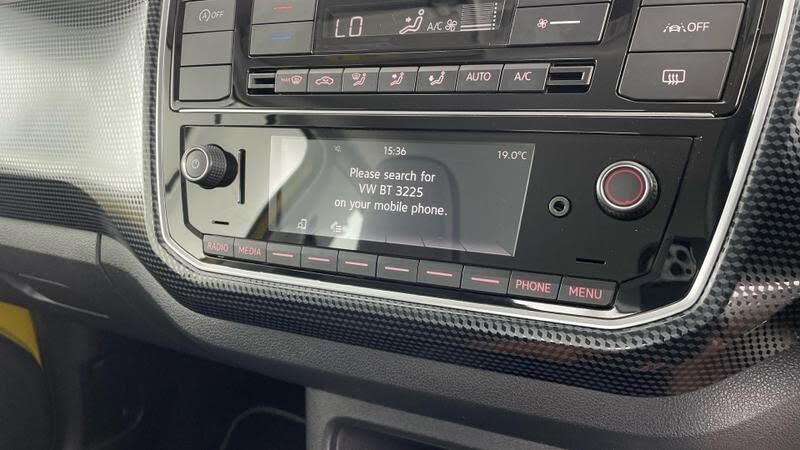 OFF
LO
A/C
OFF
MAX
AUTO
A/C
15:36
19.0°C
Please search for
VW BT 3225
on your mobile phone.
RADIO
MEDIA
PHONE
MENU